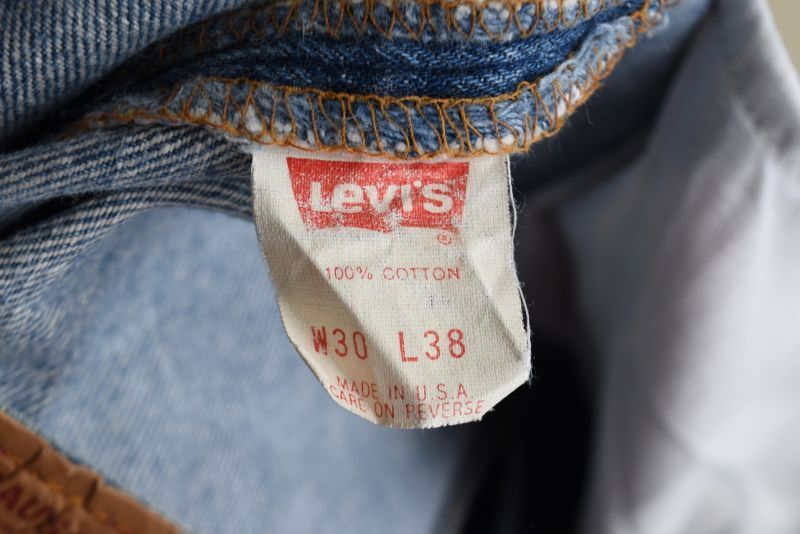 Levi's
®
100% COTTON
W30 L38
MADE IN U.S.A.
CARE ON REVERSE